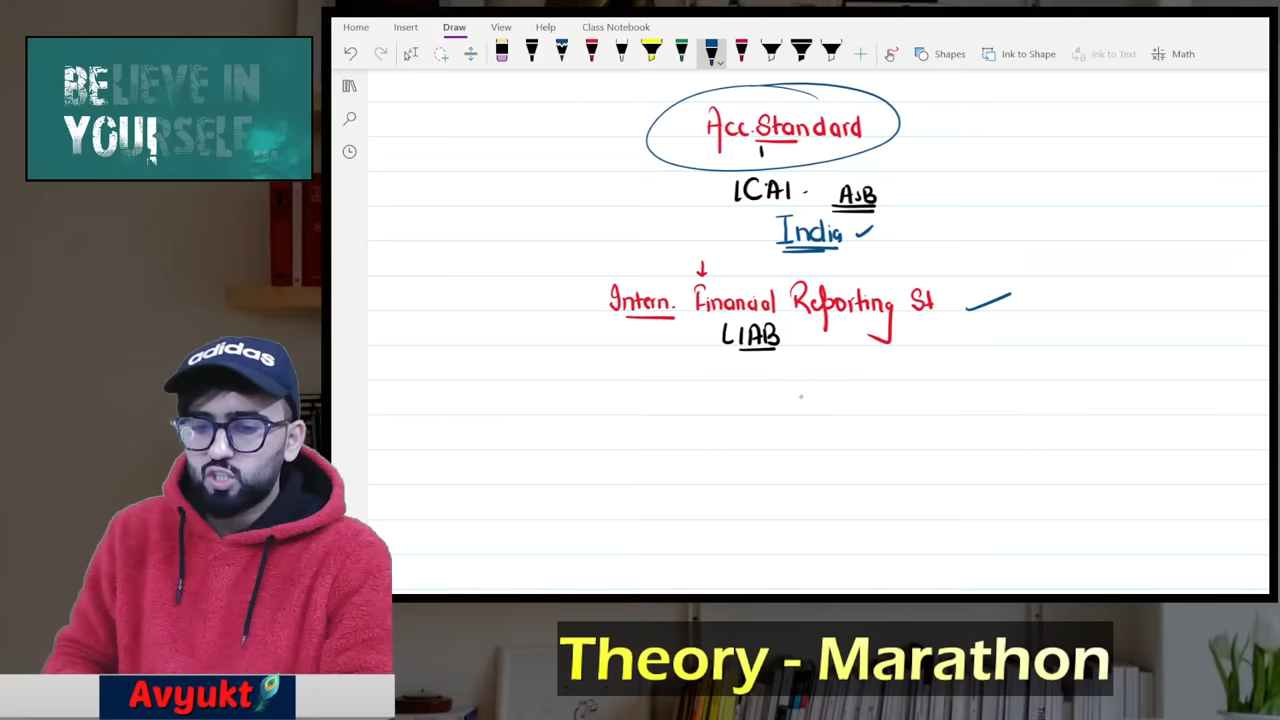 Home Insert Draw View Help Class Notebook
Shapes Ink to Shape Ink to Text Math
BELIEVE IN
YOURSELF...
Acc. Standard
ICAI - ASB
India
Intern. Financial Reporting St
IAB
adidas
Theory - Marathon
Avyukt